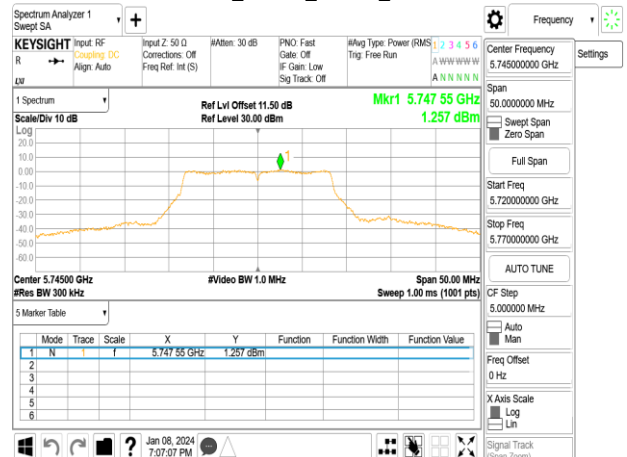 Spectrum Analyzer 1
Swept SA
+
Frequency
KEYSIGHT
Input: RF
Coupling: DC
Align: Auto
Input Z: 50 Ω
Corrections: Off
Freq Ref: Int (S)
#Atten: 30 dB
PNO: Fast
Gate: Off
IF Gain: Low
Sig Track: Off
#Avg Type: Power (RMS
Trig: Free Run
1 2 3 4 5 6
A W W W W W
A N N N N N
R
LXI
Center Frequency
5.745000000 GHz
Settings
Span
50.0000000 MHz
Swept Span
Zero Span
Full Span
Start Freq
5.720000000 GHz
Stop Freq
5.770000000 GHz
AUTO TUNE
CF Step
5.000000 MHz
Auto
Man
Freq Offset
0 Hz
X Axis Scale
Log
Lin
Signal Track
(Span Zoom)
1 Spectrum
Scale/Div 10 dB
Ref Lvl Offset 11.50 dB
Ref Level 30.00 dBm
Mkr1 5.747 55 GHz
1.257 dBm
Log
20.0
10.0
0.00
-10.0
-20.0
-30.0
-40.0
-50.0
-60.0
1
Center 5.74500 GHz
#Video BW 1.0 MHz
Span 50.00 MHz
#Res BW 300 kHz
Sweep 1.00 ms (1001 pts)
5 Marker Table
Mode Trace Scale X Y Function Function Width Function Value
1 N 1 f 5.747 55 GHz 1.257 dBm
2
3
4
5
6
?
Jan 08, 2024
7:07:07 PM